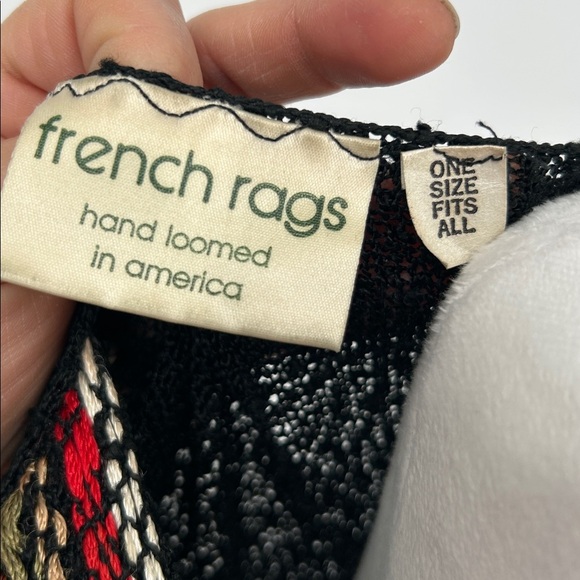 french rags
hand loomed
in america
ONE
SIZE
FITS
ALL